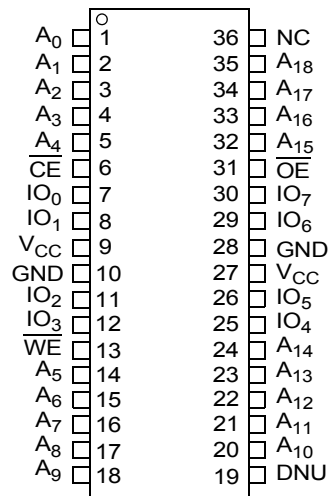 A0 1 36 NC
A1 2 35 A18
A2 3 34 A17
A3 4 33 A16
A4 5 32 A15
C̅E̅ 6 31 O̅E̅
IO0 7 30 IO7
IO1 8 29 IO6
VCC 9 28 GND
GND 10 27 VCC
IO2 11 26 IO5
IO3 12 25 IO4
W̅E̅ 13 24 A14
A5 14 23 A13
A6 15 22 A12
A7 16 21 A11
A8 17 20 A10
A9 18 19 DNU